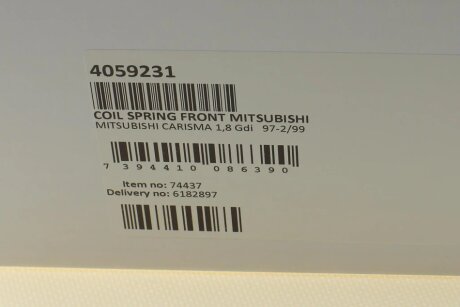 4059231
COIL SPRING FRONT MITSUBISHI
MITSUBISHI CARISMA 1,8 Gdi 97-2/99
7 394410 086390
Item no: 74437
Delivery no: 6182897